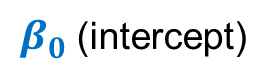 β₀ (intercept)